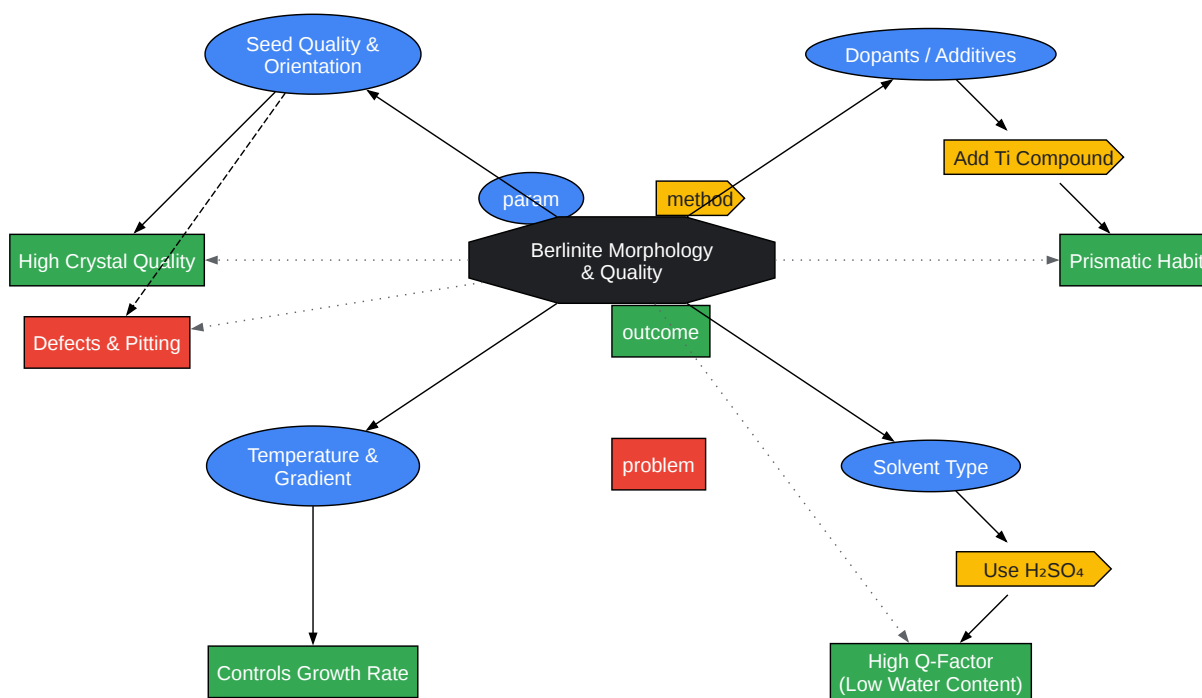 Seed Quality &
Orientation
Dopants / Additives
Add Ti Compound
param
method
High Crystal Quality
Berlinite Morphology
& Quality
Prismatic Habit
Defects & Pitting
outcome
Temperature &
Gradient
problem
Solvent Type
Use H₂SO₄
Controls Growth Rate
High Q-Factor
(Low Water Content)